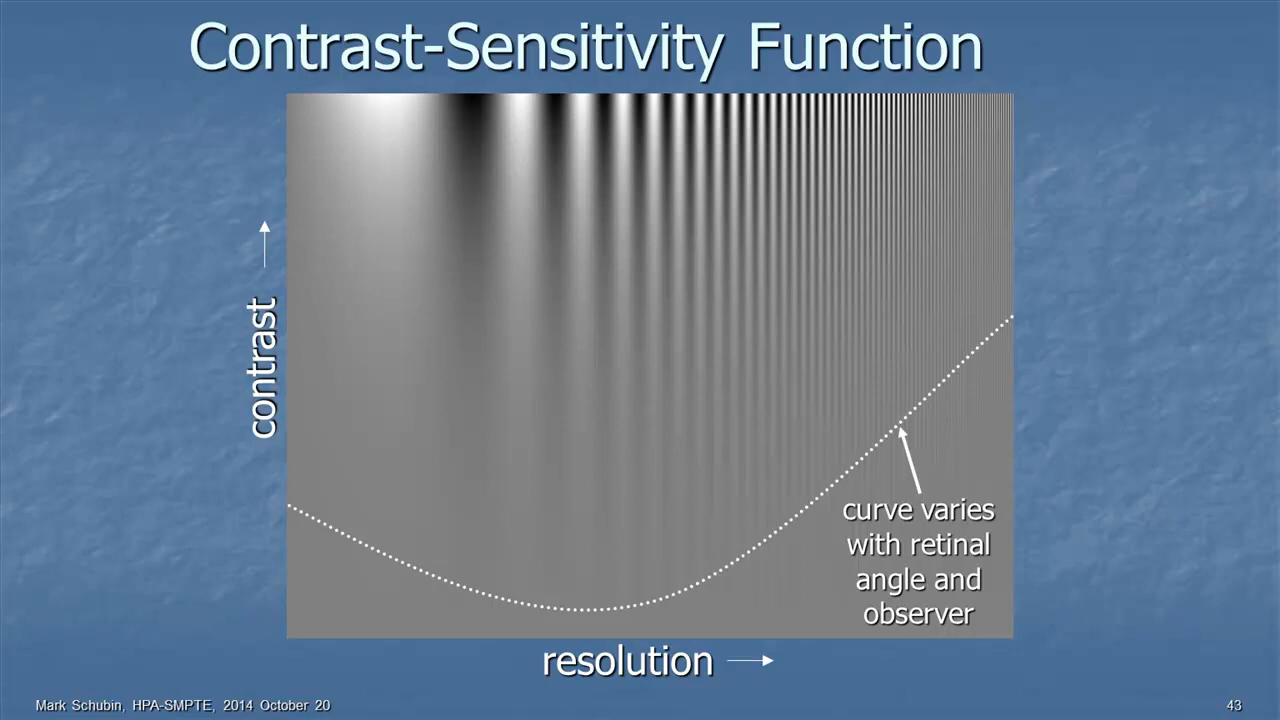 Contrast-Sensitivity Function
contrast
curve varies
with retinal
angle and
observer
resolution
Mark Schubin, HPA-SMPTE, 2014 October 20
43